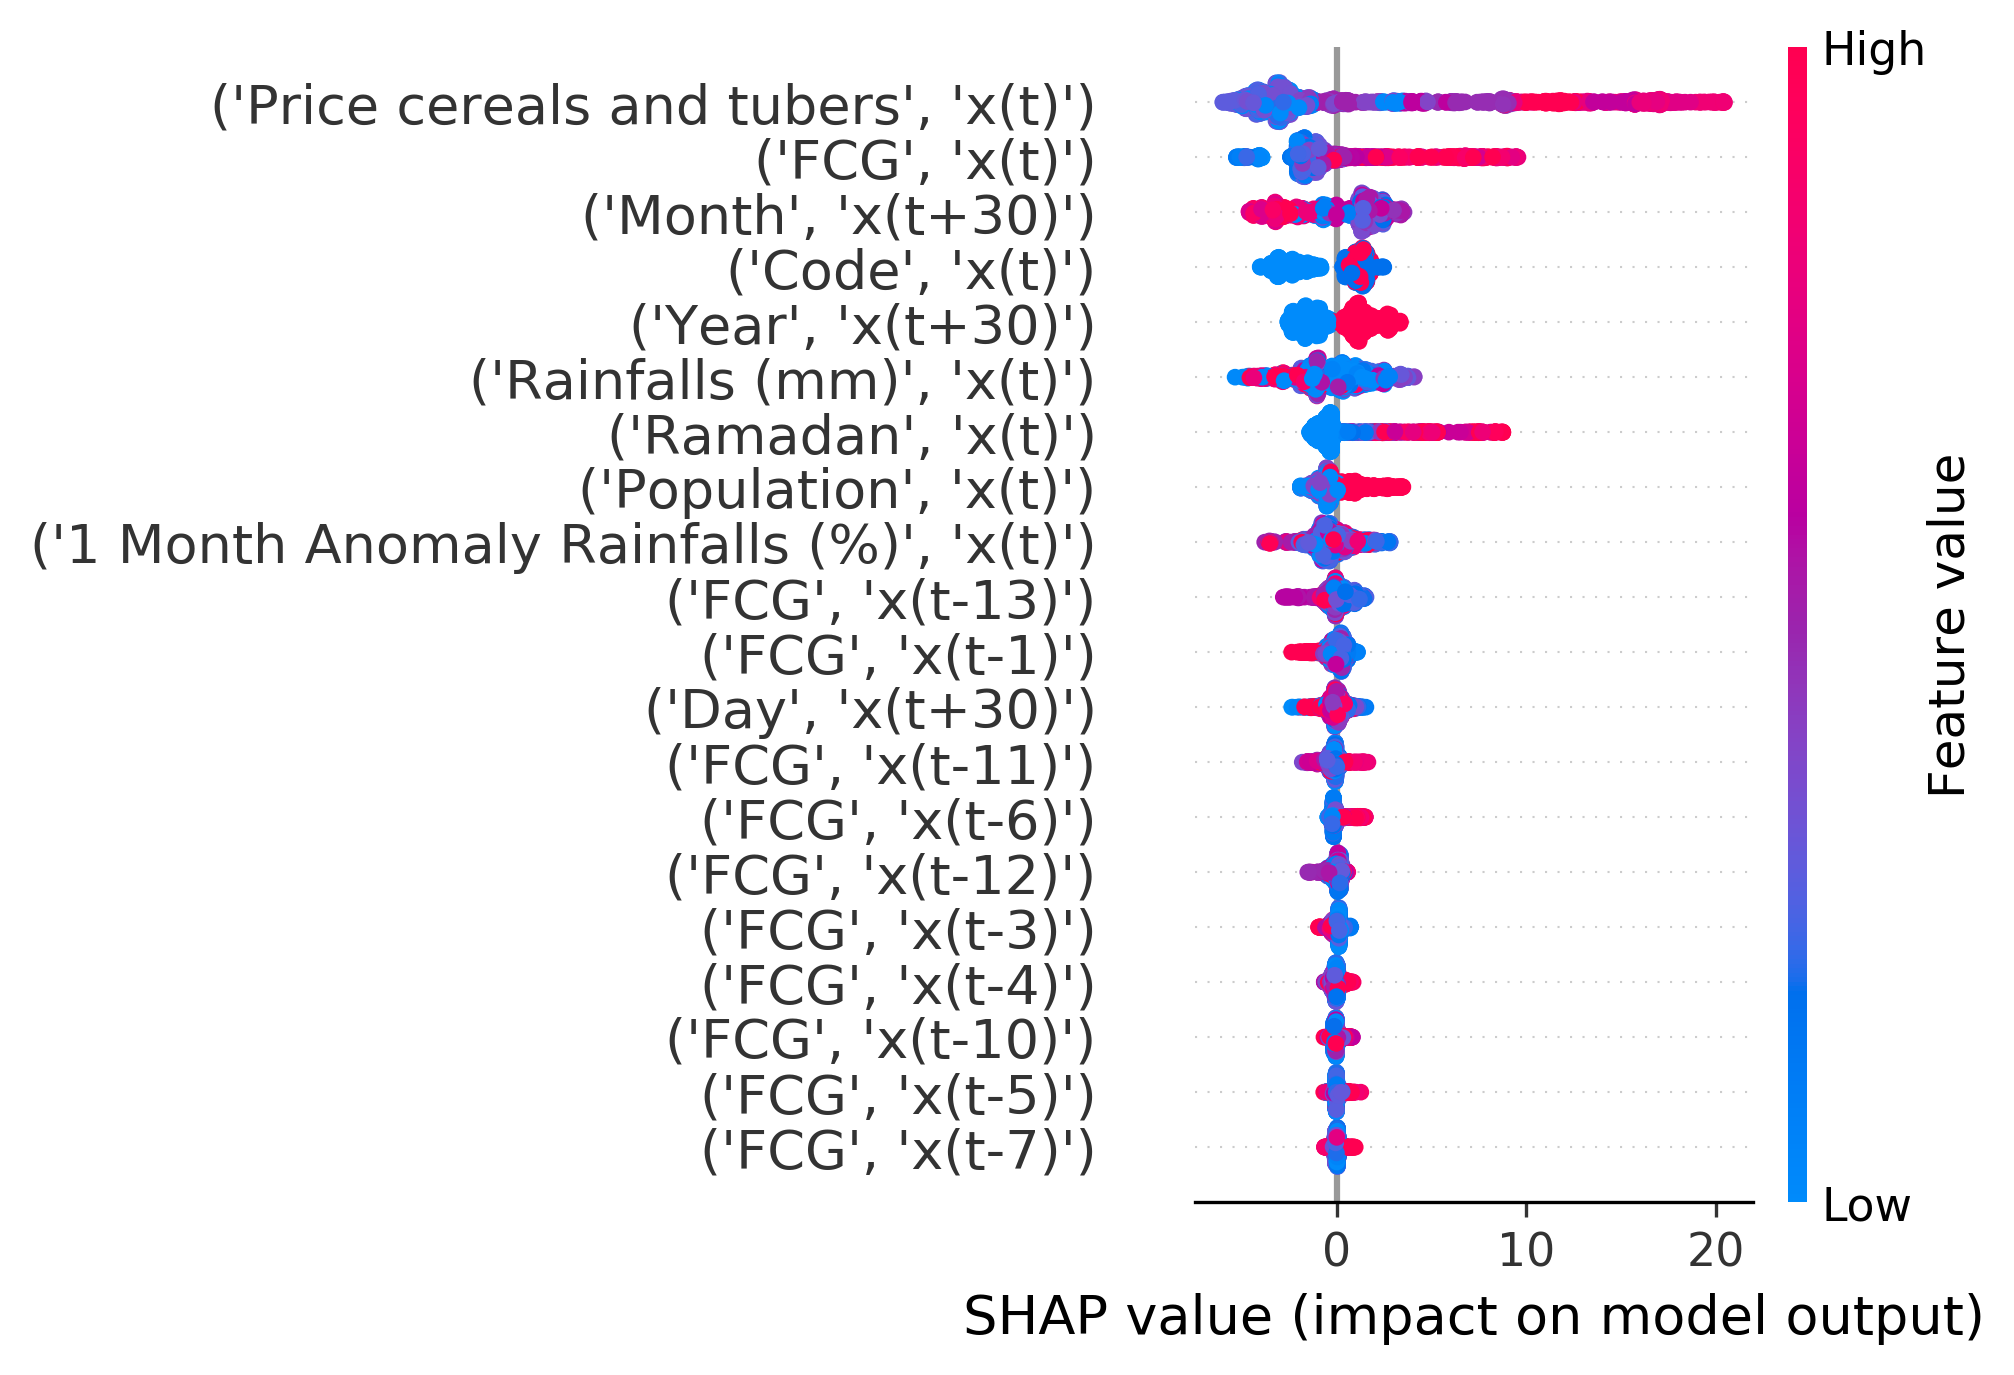 High
('Price cereals and tubers', 'x(t)')
('FCG', 'x(t)')
('Month', 'x(t+30)')
('Code', 'x(t)')
('Year', 'x(t+30)')
('Rainfalls (mm)', 'x(t)')
('Ramadan', 'x(t)')
('Population', 'x(t)')
('1 Month Anomaly Rainfalls (%)', 'x(t)')
('FCG', 'x(t-13)')
('FCG', 'x(t-1)')
('Day', 'x(t+30)')
('FCG', 'x(t-11)')
('FCG', 'x(t-6)')
('FCG', 'x(t-12)')
('FCG', 'x(t-3)')
('FCG', 'x(t-4)')
('FCG', 'x(t-10)')
('FCG', 'x(t-5)')
('FCG', 'x(t-7)')
Feature value
Low
0 10 20
SHAP value (impact on model output)